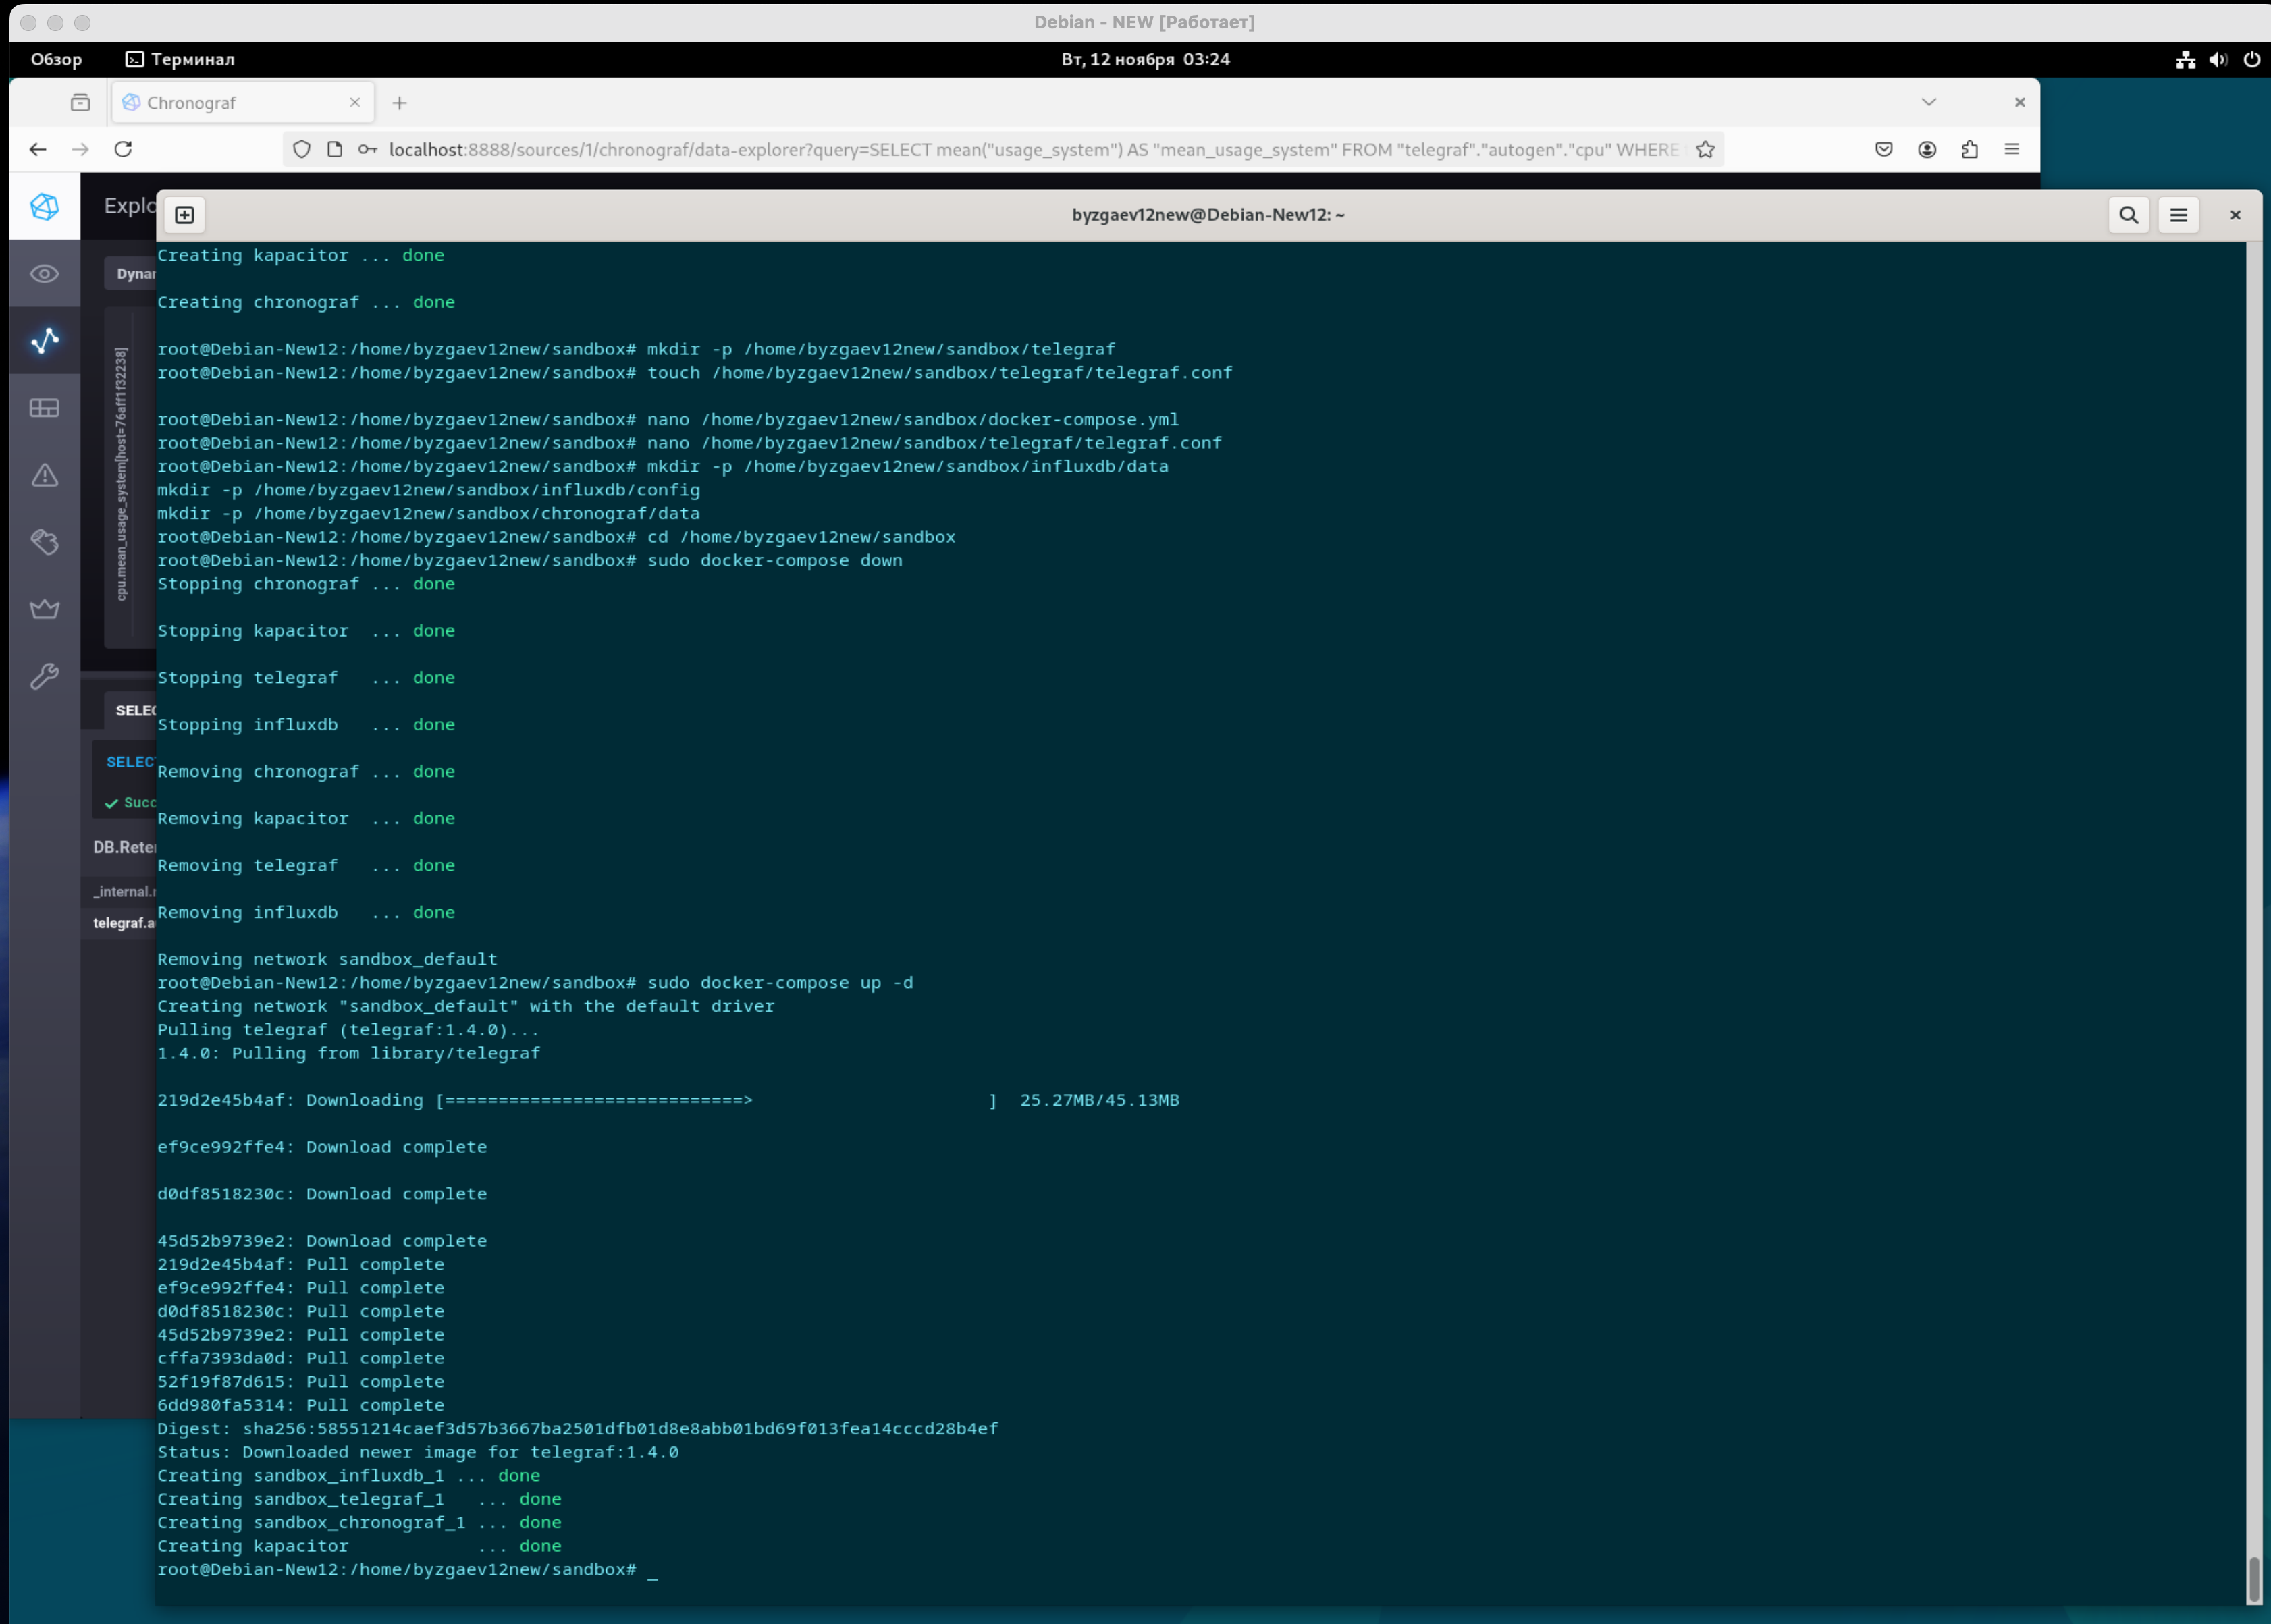 Debian - NEW [Работает]
Обзор Терминал Вт, 12 ноября 03:24
Chronograf
localhost:8888/sources/1/chronograf/data-explorer?query=SELECT mean("usage_system") AS "mean_usage_system" FROM "telegraf"."autogen"."cpu" WHERE
Explo
byzgaev12new@Debian-New12: ~
Dynar
cpu.mean_usage_system[host=76aff1f32238]
SELEC
SELECT
Succ
DB.Rete
_internal.
telegraf.a
Creating kapacitor ... done
Creating chronograf ... done
root@Debian-New12:/home/byzgaev12new/sandbox# mkdir -p /home/byzgaev12new/sandbox/telegraf
root@Debian-New12:/home/byzgaev12new/sandbox# touch /home/byzgaev12new/sandbox/telegraf/telegraf.conf
root@Debian-New12:/home/byzgaev12new/sandbox# nano /home/byzgaev12new/sandbox/docker-compose.yml
root@Debian-New12:/home/byzgaev12new/sandbox# nano /home/byzgaev12new/sandbox/telegraf/telegraf.conf
root@Debian-New12:/home/byzgaev12new/sandbox# mkdir -p /home/byzgaev12new/sandbox/influxdb/data
mkdir -p /home/byzgaev12new/sandbox/influxdb/config
mkdir -p /home/byzgaev12new/sandbox/chronograf/data
root@Debian-New12:/home/byzgaev12new/sandbox# cd /home/byzgaev12new/sandbox
root@Debian-New12:/home/byzgaev12new/sandbox# sudo docker-compose down
Stopping chronograf ... done
Stopping kapacitor  ... done
Stopping telegraf   ... done
Stopping influxdb   ... done
Removing chronograf ... done
Removing kapacitor  ... done
Removing telegraf   ... done
Removing influxdb   ... done
Removing network sandbox_default
root@Debian-New12:/home/byzgaev12new/sandbox# sudo docker-compose up -d
Creating network "sandbox_default" with the default driver
Pulling telegraf (telegraf:1.4.0)...
1.4.0: Pulling from library/telegraf
219d2e45b4af: Downloading [============================>                      ]  25.27MB/45.13MB
ef9ce992ffe4: Download complete
d0df8518230c: Download complete
45d52b9739e2: Download complete
219d2e45b4af: Pull complete
ef9ce992ffe4: Pull complete
d0df8518230c: Pull complete
45d52b9739e2: Pull complete
cffa7393da0d: Pull complete
52f19f87d615: Pull complete
6dd980fa5314: Pull complete
Digest: sha256:58551214caef3d57b3667ba2501dfb01d8e8abb01bd69f013fea14cccd28b4ef
Status: Downloaded newer image for telegraf:1.4.0
Creating sandbox_influxdb_1 ... done
Creating sandbox_telegraf_1   ... done
Creating sandbox_chronograf_1 ... done
Creating kapacitor            ... done
root@Debian-New12:/home/byzgaev12new/sandbox# _